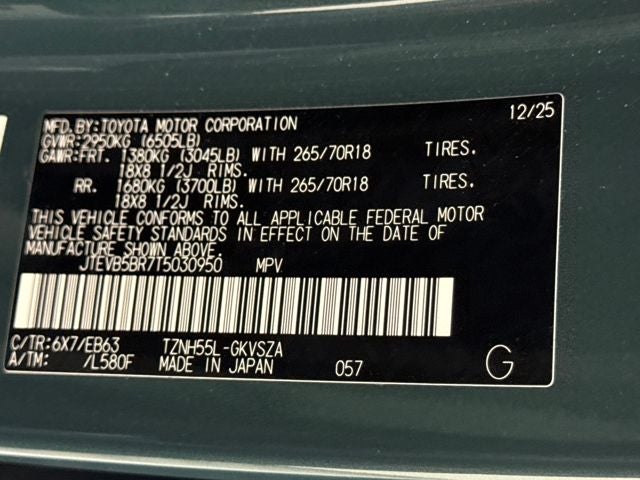 12/25
MFD.BY:TOYOTA MOTOR CORPORATION
GVWR:2950KG (6505LB)
GAWR:FRT. 1380KG (3045LB) WITH 265/70R18 TIRES.
18X8 1/2J RIMS.
RR. 1680KG (3700LB) WITH 265/70R18 TIRES.
18X8 1/2J RIMS.
THIS VEHICLE CONFORMS TO ALL APPLICABLE FEDERAL MOTOR
VEHICLE SAFETY STANDARDS IN EFFECT ON THE DATE OF
MANUFACTURE SHOWN ABOVE.
JTEVB5BR7T5030950 MPV
C/TR:6X7/EB63 TZNH55L-GKVSZA
A/TM: /L580F MADE IN JAPAN 057 G